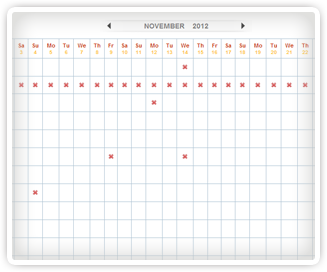 NOVEMBER 2012
Sa Su Mo Tu We Th Fr Sa Su Mo Tu We Th Fr Sa Su Mo Tu We Th
3 4 5 6 7 8 9 10 11 12 13 14 15 16 17 18 19 20 21 22